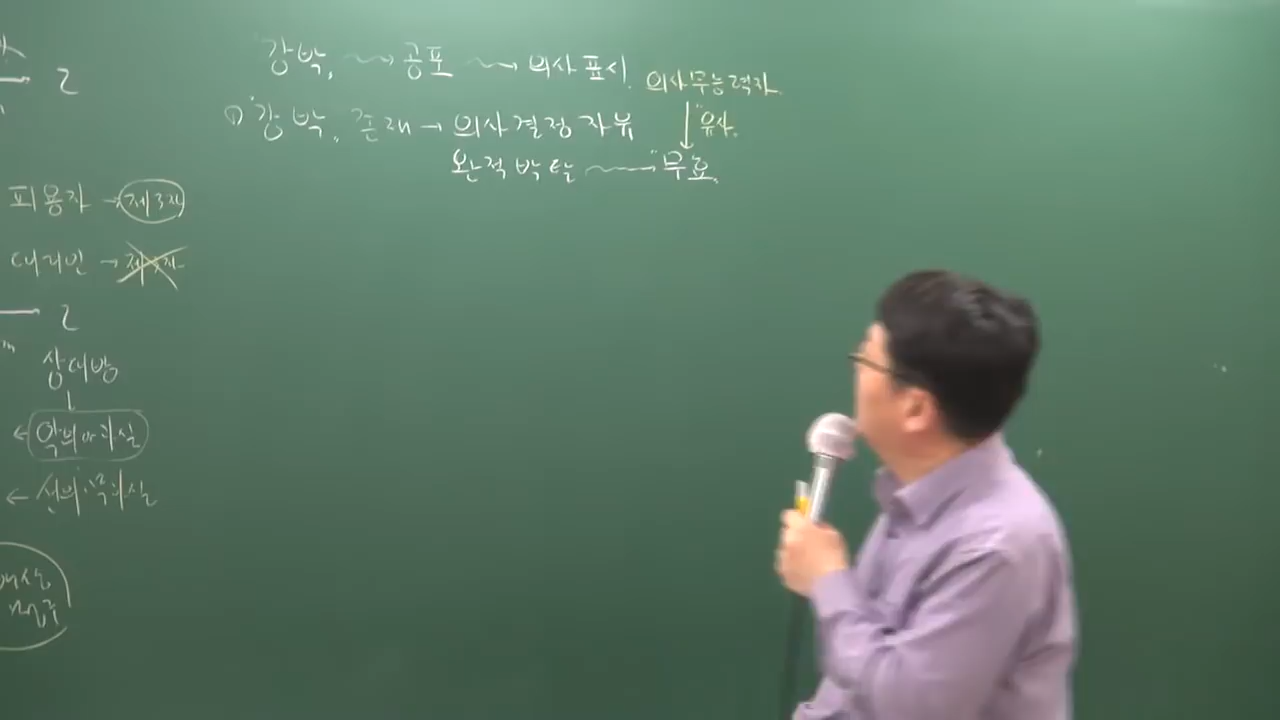 강박, → 공포 → 의사표시.
의사무능력자.
① "강박" 존재 → 의사결정 자유
↓ "유사"
완전박탈 → "무효"
→ 2
피용자 → 제3자
대리인 → 제3자
→ 2
상대방
↓
← 악의 or 과실
← 선의·무과실